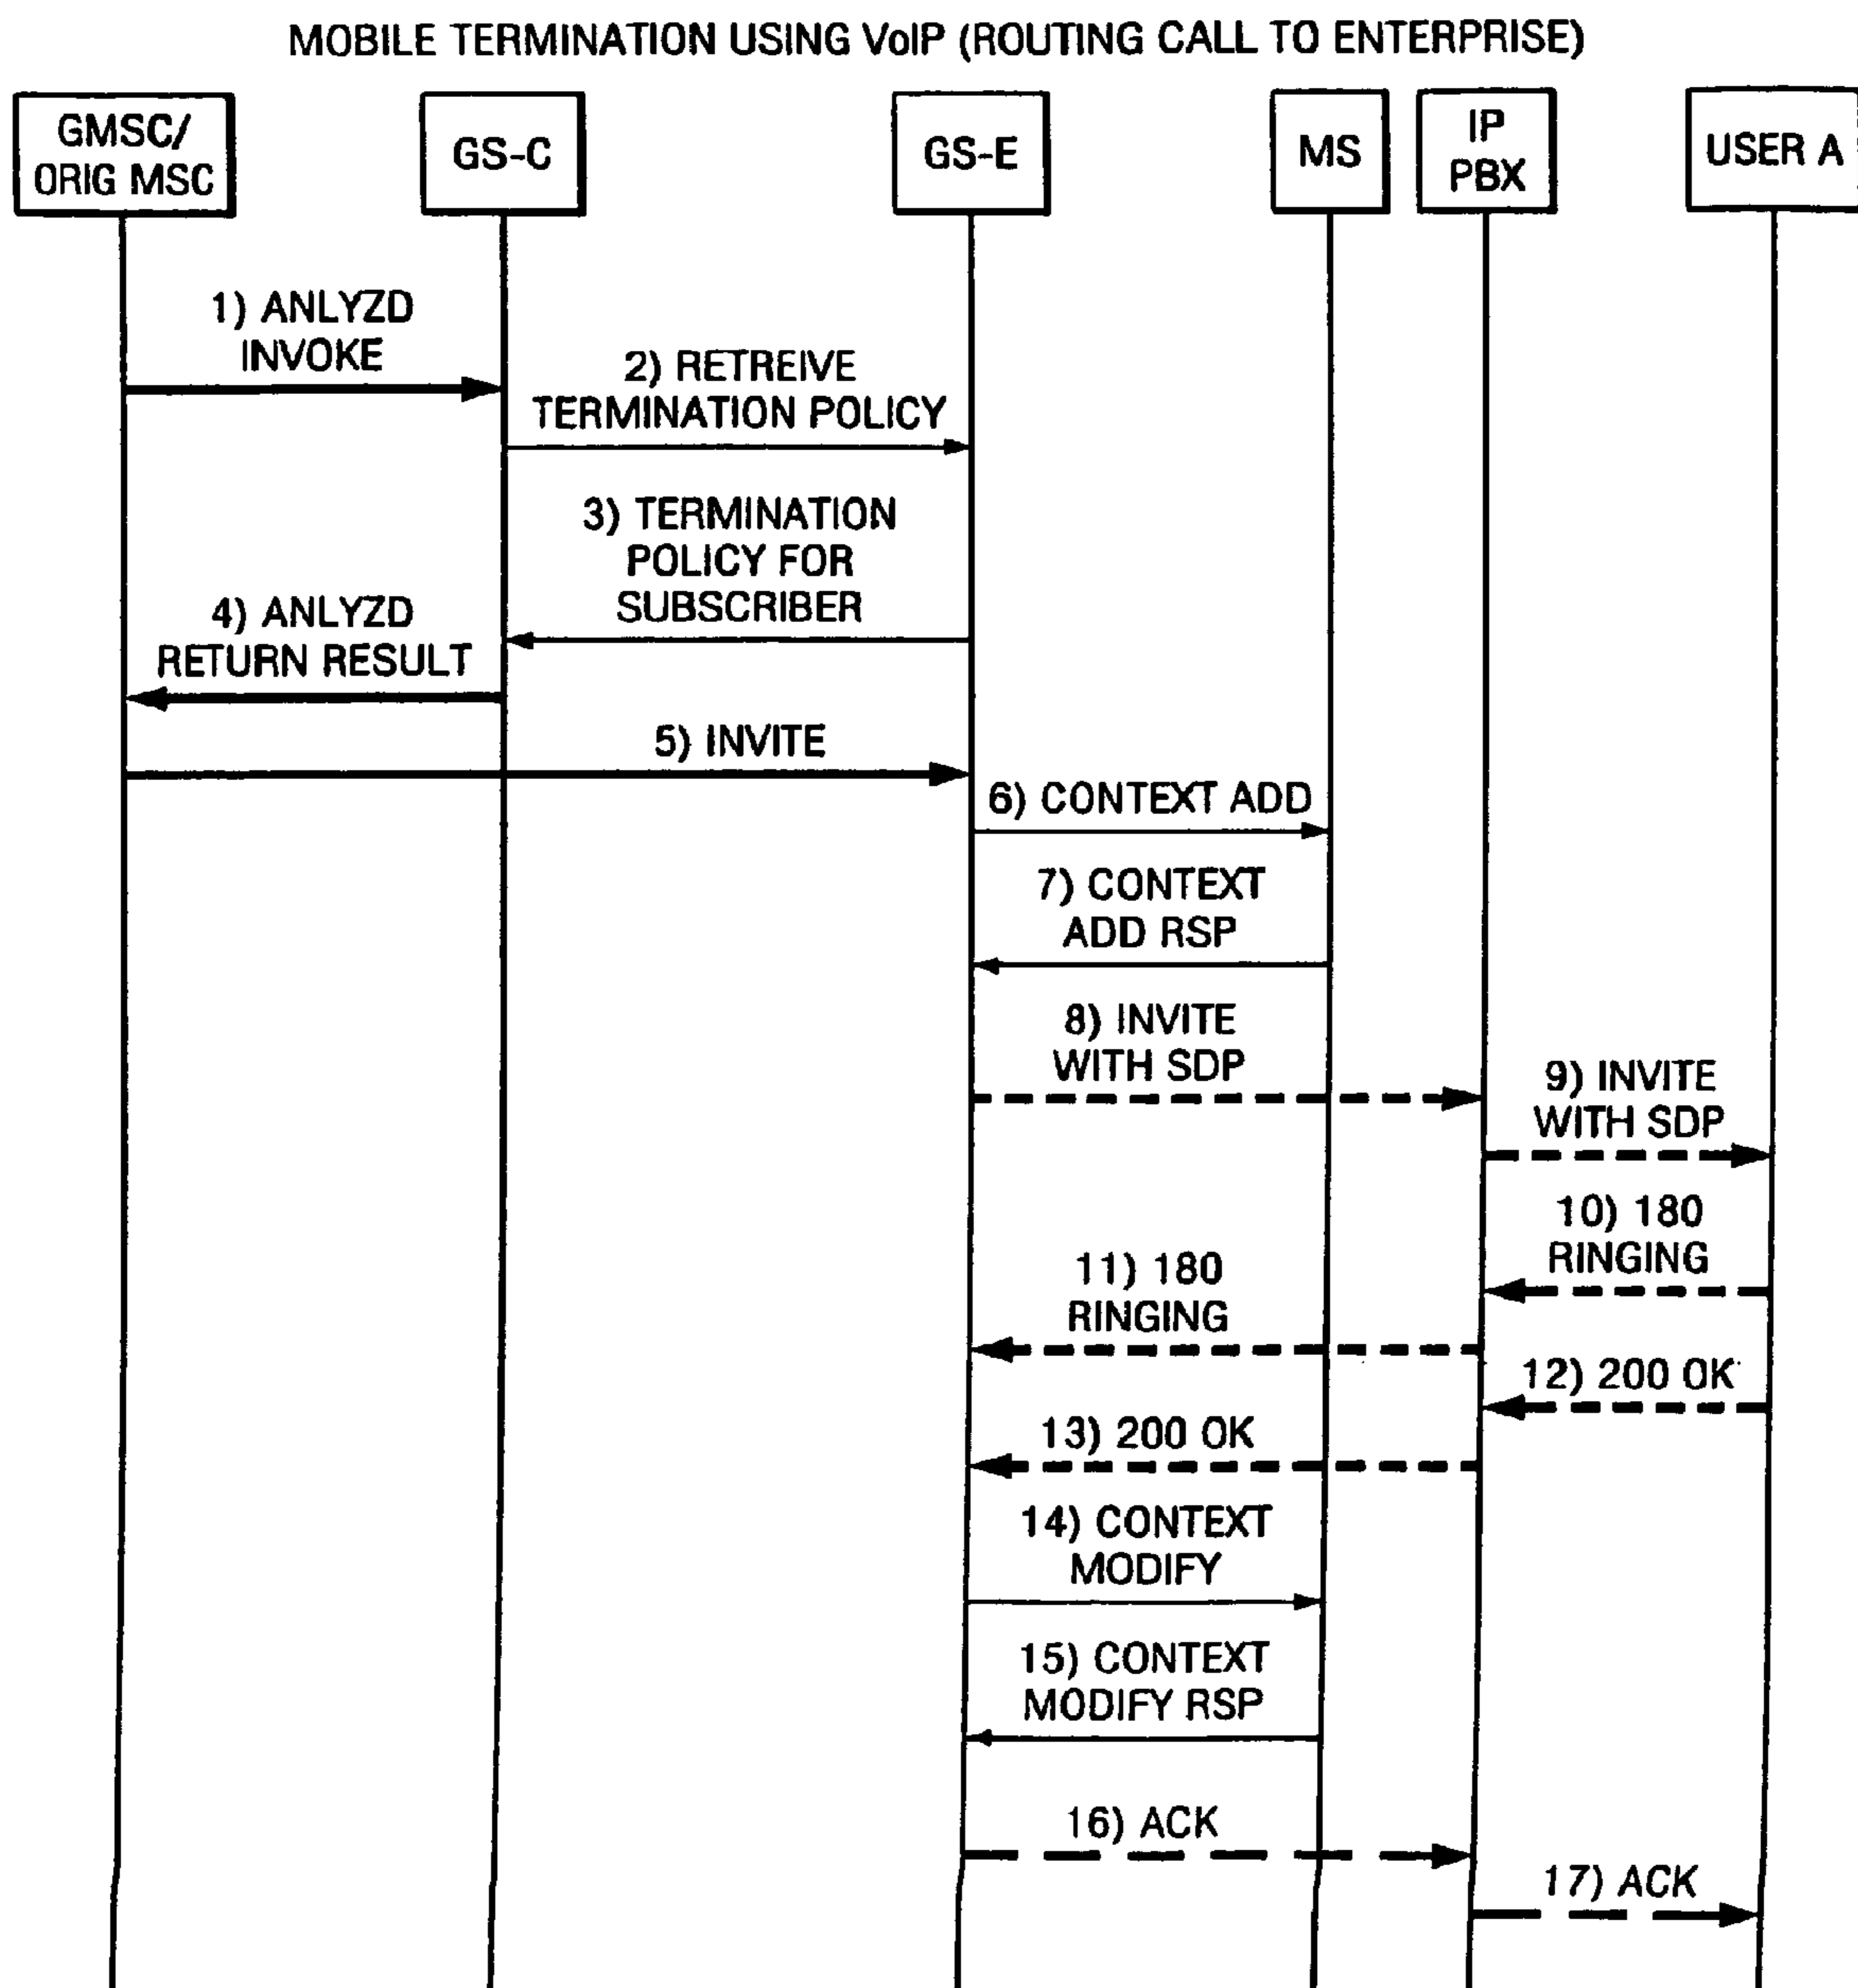 MOBILE TERMINATION USING VoIP (ROUTING CALL TO ENTERPRISE)
GMSC/
ORIG MSC
GS-C
GS-E
MS
IP
PBX
USER A
1) ANLYZD
INVOKE
2) RETREIVE
TERMINATION POLICY
3) TERMINATION
POLICY FOR
SUBSCRIBER
4) ANLYZD
RETURN RESULT
5) INVITE
6) CONTEXT ADD
7) CONTEXT
ADD RSP
8) INVITE
WITH SDP
9) INVITE
WITH SDP
10) 180
RINGING
11) 180
RINGING
12) 200 OK
13) 200 OK
14) CONTEXT
MODIFY
15) CONTEXT
MODIFY RSP
16) ACK
17) ACK